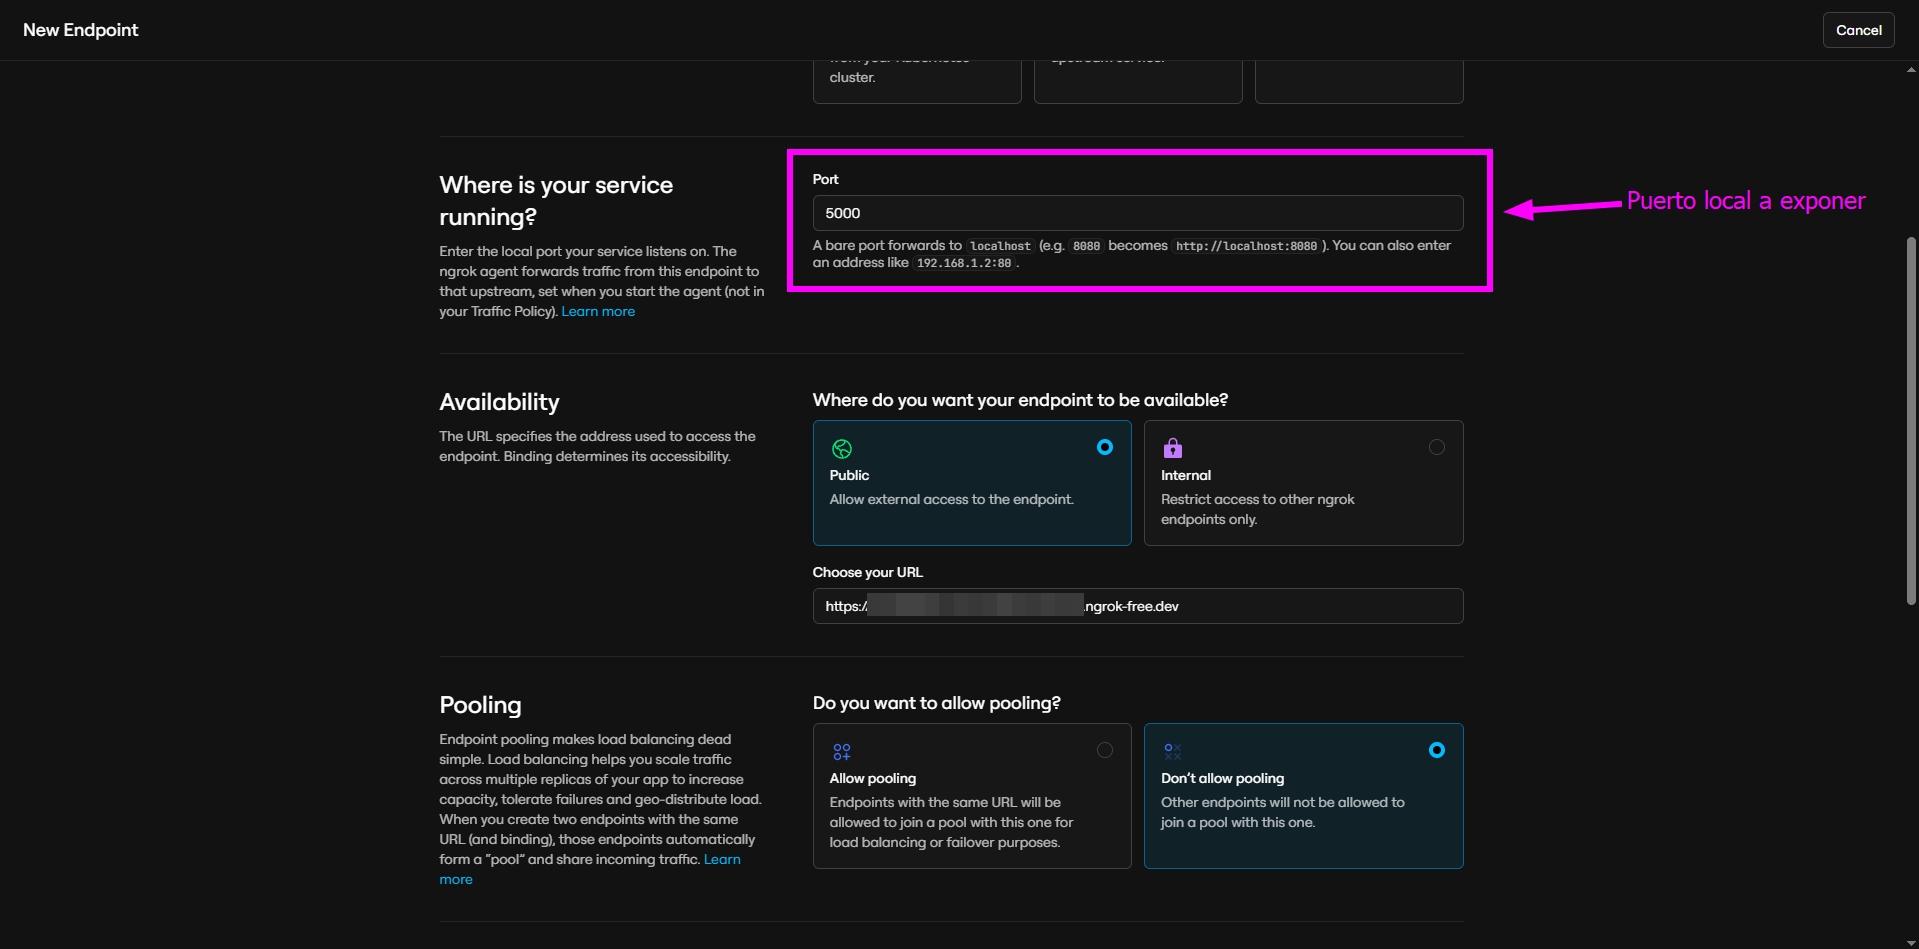 New Endpoint
Cancel
cluster.
Where is your service
running?
Enter the local port your service listens on. The
ngrok agent forwards traffic from this endpoint to
that upstream, set when you start the agent (not in
your Traffic Policy). Learn more
Port
5000
A bare port forwards to localhost (e.g. 8080 becomes http://localhost:8080 ). You can also enter
an address like 192.168.1.2:80 .
Puerto local a exponer
Availability
The URL specifies the address used to access the
endpoint. Binding determines its accessibility.
Where do you want your endpoint to be available?
Public
Allow external access to the endpoint.
Internal
Restrict access to other ngrok
endpoints only.
Choose your URL
https:/
.ngrok-free.dev
Pooling
Endpoint pooling makes load balancing dead
simple. Load balancing helps you scale traffic
across multiple replicas of your app to increase
capacity, tolerate failures and geo-distribute load.
When you create two endpoints with the same
URL (and binding), those endpoints automatically
form a "pool" and share incoming traffic. Learn
more
Do you want to allow pooling?
Allow pooling
Endpoints with the same URL will be
allowed to join a pool with this one for
load balancing or failover purposes.
Don't allow pooling
Other endpoints will not be allowed to
join a pool with this one.